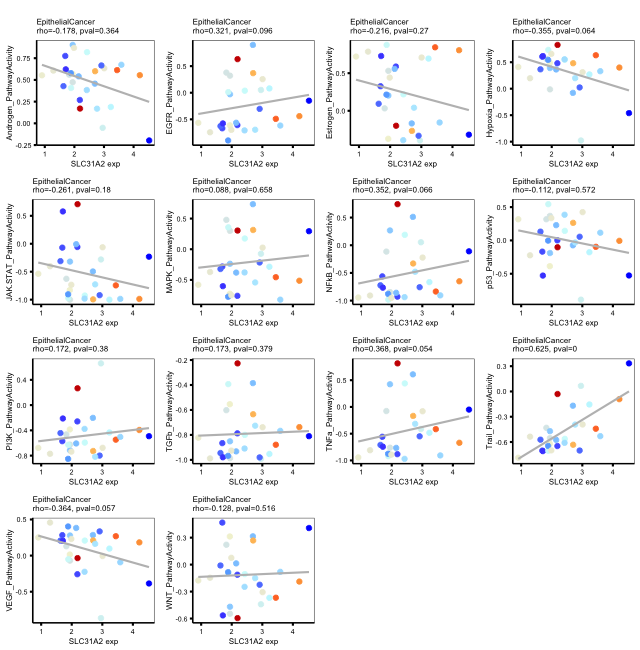 EpithelialCancer
rho=-0.178, pval=0.364
Androgen_PathwayActivity
0.75
0.50
0.25
0.00
-0.25
1 2 3 4
SLC31A2 exp
EpithelialCancer
rho=0.321, pval=0.096
EGFR_PathwayActivity
0.5
0.0
-0.5
1 2 3 4
SLC31A2 exp
EpithelialCancer
rho=-0.216, pval=0.27
Estrogen_PathwayActivity
0.5
0.0
1 2 3 4
SLC31A2 exp
EpithelialCancer
rho=-0.355, pval=0.064
Hypoxia_PathwayActivity
0.5
0.0
-0.5
-1.0
1 2 3 4
SLC31A2 exp
EpithelialCancer
rho=-0.261, pval=0.18
JAK-STAT_PathwayActivity
0.5
0.0
-0.5
-1.0
1 2 3 4
SLC31A2 exp
EpithelialCancer
rho=0.088, pval=0.658
MAPK_PathwayActivity
0.5
0.0
-0.5
1 2 3 4
SLC31A2 exp
EpithelialCancer
rho=0.352, pval=0.066
NFkB_PathwayActivity
0.5
0.0
-0.5
-1.0
1 2 3 4
SLC31A2 exp
EpithelialCancer
rho=-0.112, pval=0.572
p53_PathwayActivity
0.5
0.0
-0.5
1 2 3 4
SLC31A2 exp
EpithelialCancer
rho=0.172, pval=0.38
PI3K_PathwayActivity
0.4
0.0
-0.4
-0.8
1 2 3 4
SLC31A2 exp
EpithelialCancer
rho=0.173, pval=0.379
TGFb_PathwayActivity
-0.2
-0.4
-0.6
-0.8
-1.0
1 2 3 4
SLC31A2 exp
EpithelialCancer
rho=0.368, pval=0.054
TNFa_PathwayActivity
0.5
0.0
-0.5
-1.0
1 2 3 4
SLC31A2 exp
EpithelialCancer
rho=0.625, pval=0
Trail_PathwayActivity
0.3
0.0
-0.3
-0.6
1 2 3 4
SLC31A2 exp
EpithelialCancer
rho=-0.364, pval=0.057
VEGF_PathwayActivity
0.5
0.0
-0.5
1 2 3 4
SLC31A2 exp
EpithelialCancer
rho=-0.128, pval=0.516
WNT_PathwayActivity
0.3
0.0
-0.3
-0.6
1 2 3 4
SLC31A2 exp